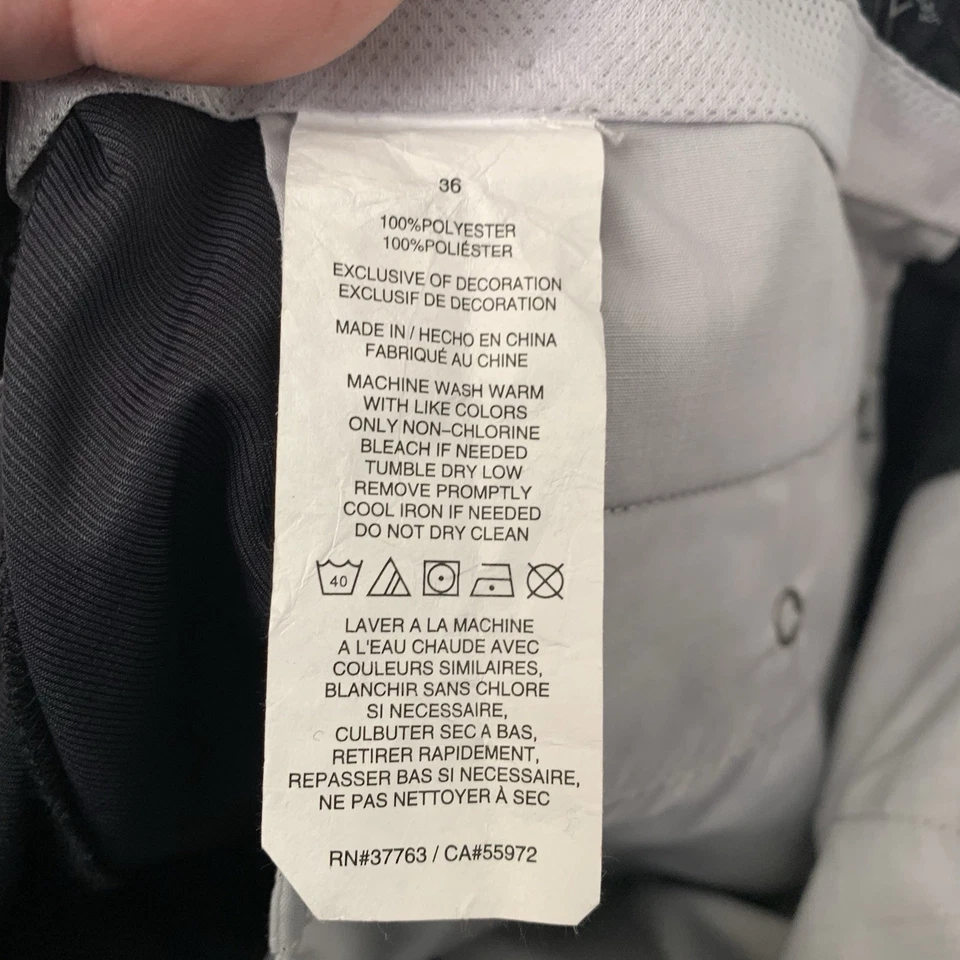 36
100%POLYESTER
100%POLIÉSTER
EXCLUSIVE OF DECORATION
EXCLUSIF DE DECORATION
MADE IN / HECHO EN CHINA
FABRIQUÉ AU CHINE
MACHINE WASH WARM
WITH LIKE COLORS
ONLY NON-CHLORINE
BLEACH IF NEEDED
TUMBLE DRY LOW
REMOVE PROMPTLY
COOL IRON IF NEEDED
DO NOT DRY CLEAN
40
LAVER A LA MACHINE
A L'EAU CHAUDE AVEC
COULEURS SIMILAIRES,
BLANCHIR SANS CHLORE
SI NECESSAIRE,
CULBUTER SEC A BAS,
RETIRER RAPIDEMENT,
REPASSER BAS SI NECESSAIRE,
NE PAS NETTOYER À SEC
RN#37763 / CA#55972